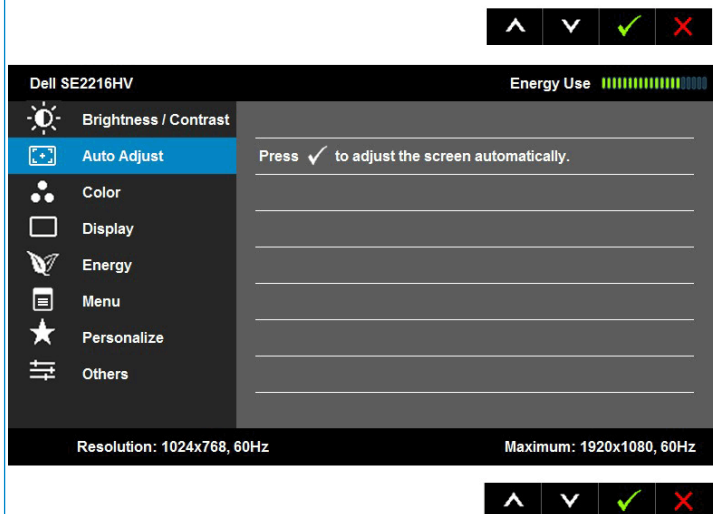 Dell SE2216HV Energy Use
Brightness / Contrast
Auto Adjust Press ✓ to adjust the screen automatically.
Color
Display
Energy
Menu
Personalize
Others
Resolution: 1024x768, 60Hz Maximum: 1920x1080, 60Hz